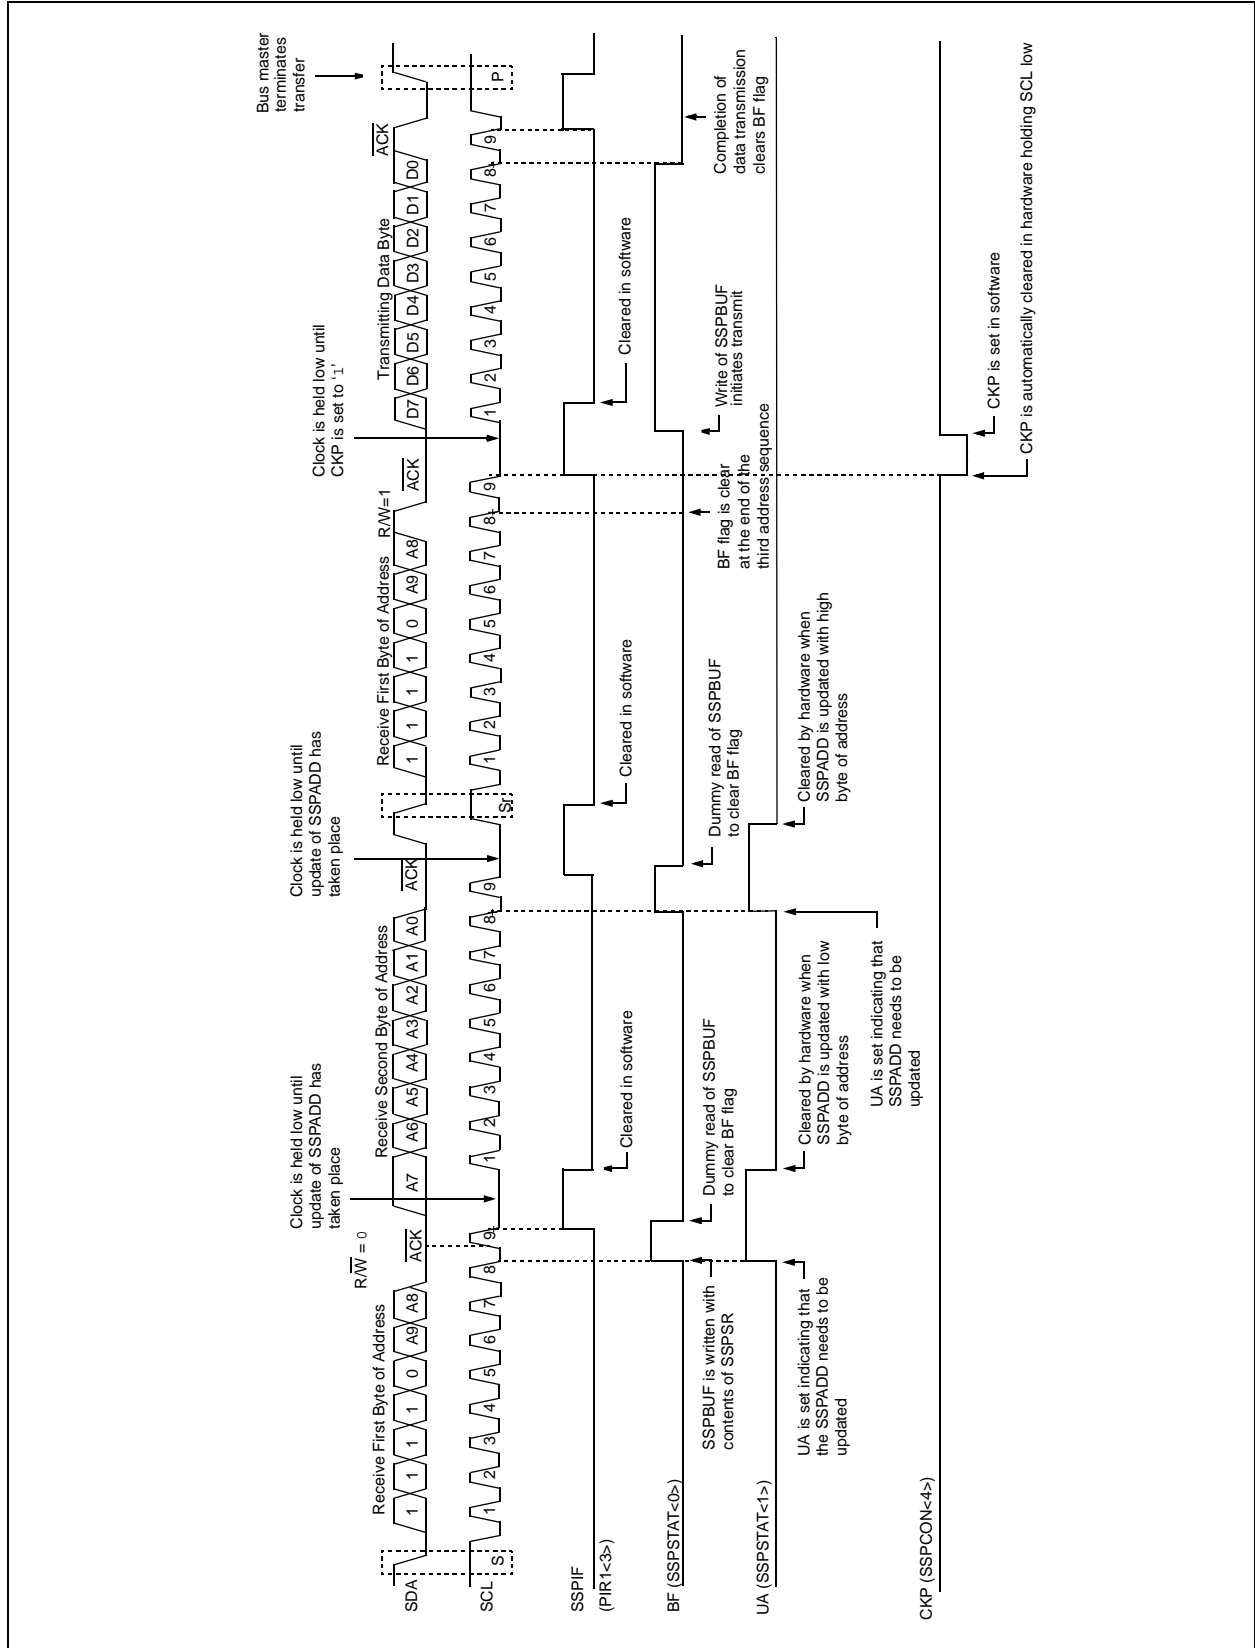 Bus master
terminates
transfer
Clock is held low until
CKP is set to ‘1’
Clock is held low until
update of SSPADD has
taken place
Clock is held low until
update of SSPADD has
taken place
R/W = 0
Receive First Byte of Address
ACK
Receive Second Byte of Address
ACK
Receive First Byte of Address
R/W=1
ACK
Transmitting Data Byte
ACK
SDA
1 1 1 1 0 A9 A8
A7 A6 A5 A4 A3 A2 A1 A0
1 1 1 1 0 A9 A8
D7 D6 D5 D4 D3 D2 D1 D0
SCL
S
1 2 3 4 5 6 7 8 9
1 2 3 4 5 6 7 8 9
Sr
1 2 3 4 5 6 7 8 9
1 2 3 4 5 6 7 8 9
P
SSPIF
(PIR1<3>)
Cleared in software
Cleared in software
Cleared in software
BF (SSPSTAT<0>)
SSPBUF is written with
contents of SSPSR
Dummy read of SSPBUF
to clear BF flag
Dummy read of SSPBUF
to clear BF flag
BF flag is clear
at the end of the
third address sequence
Write of SSPBUF
initiates transmit
Completion of
data transmission
clears BF flag
UA (SSPSTAT<1>)
UA is set indicating that
the SSPADD needs to be
updated
Cleared by hardware when
SSPADD is updated with low
byte of address
UA is set indicating that
SSPADD needs to be
updated
Cleared by hardware when
SSPADD is updated with high
byte of address
CKP (SSPCON<4>)
CKP is set in software
CKP is automatically cleared in hardware holding SCL low